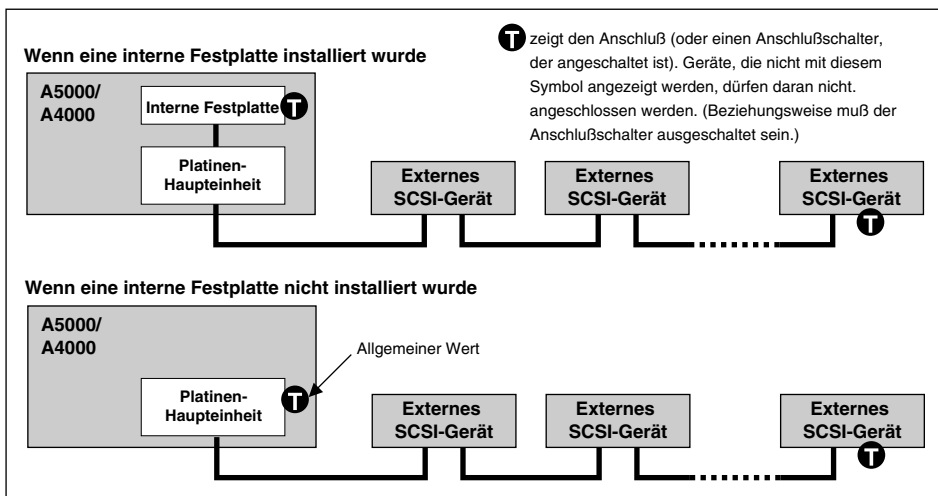 T zeigt den Anschluß (oder einen Anschlußschalter,
der angeschaltet ist). Geräte, die nicht mit diesem
Symbol angezeigt werden, dürfen daran nicht.
angeschlossen werden. (Beziehungsweise muß der
Anschlußschalter ausgeschaltet sein.)
Wenn eine interne Festplatte installiert wurde
A5000/
A4000
Interne Festplatte
T
Platinen-
Haupteinheit
Externes
SCSI-Gerät
Externes
SCSI-Gerät
Externes
SCSI-Gerät
T
Wenn eine interne Festplatte nicht installiert wurde
A5000/
A4000
Allgemeiner Wert
Platinen-
Haupteinheit
T
Externes
SCSI-Gerät
Externes
SCSI-Gerät
Externes
SCSI-Gerät
T